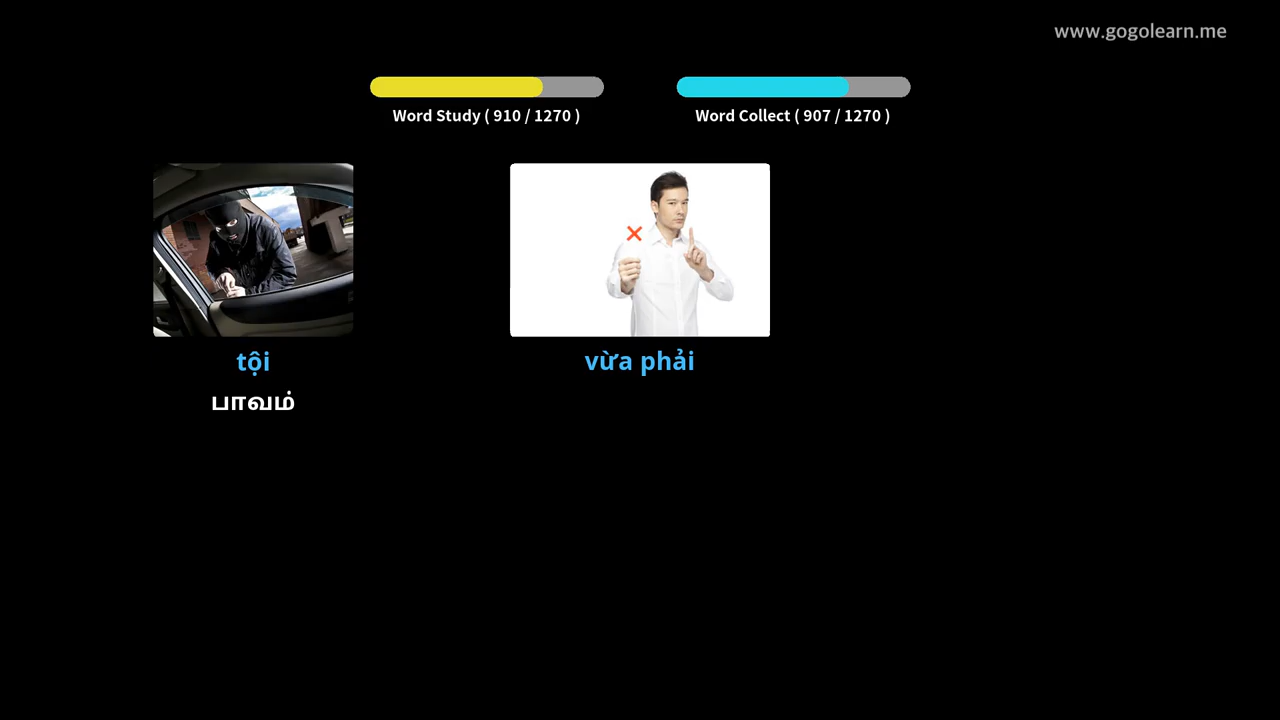 www.gogolearn.me
Word Study ( 910 / 1270 )
Word Collect ( 907 / 1270 )
tội
பாவம்
vừa phải